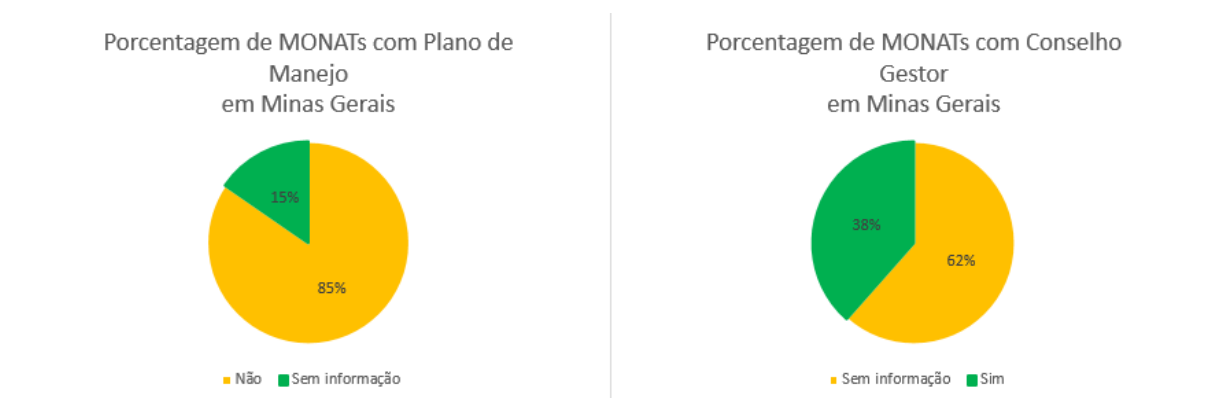 Porcentagem de MONATs com Plano de
Manejo
em Minas Gerais
15%
85%
Não
Sem informação
Porcentagem de MONATs com Conselho
Gestor
em Minas Gerais
38%
62%
Sem informação
Sim